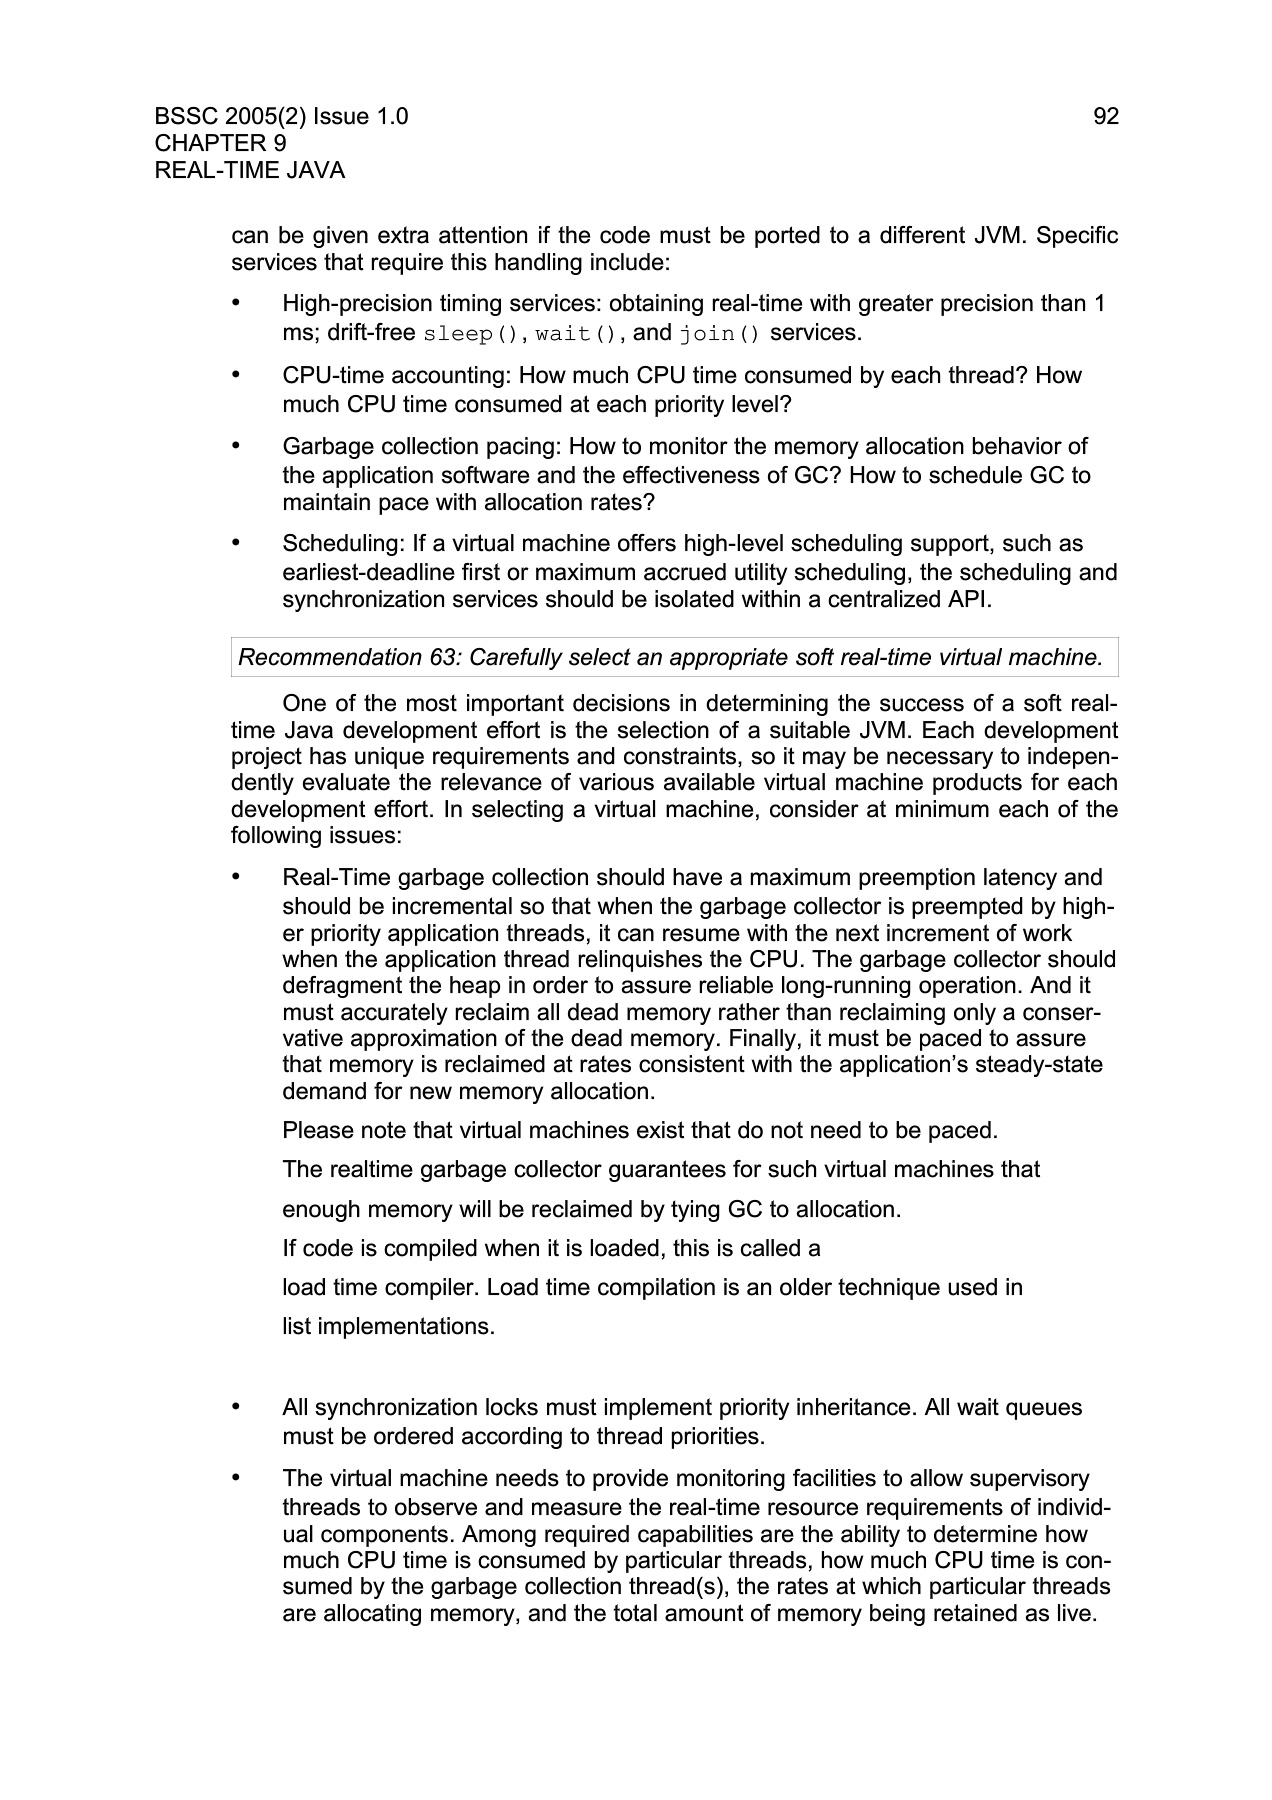 BSSC 2005(2) Issue 1.0 92
CHAPTER 9
REAL-TIME JAVA
can be given extra attention if the code must be ported to a different JVM. Specific
services that require this handling include:
• High-precision timing services: obtaining real-time with greater precision than 1
ms; drift-free sleep(), wait(), and join() services.
• CPU-time accounting: How much CPU time consumed by each thread? How
much CPU time consumed at each priority level?
• Garbage collection pacing: How to monitor the memory allocation behavior of
the application software and the effectiveness of GC? How to schedule GC to
maintain pace with allocation rates?
• Scheduling: If a virtual machine offers high-level scheduling support, such as
earliest-deadline first or maximum accrued utility scheduling, the scheduling and
synchronization services should be isolated within a centralized API.
Recommendation 63: Carefully select an appropriate soft real-time virtual machine.
One of the most important decisions in determining the success of a soft real-
time Java development effort is the selection of a suitable JVM. Each development
project has unique requirements and constraints, so it may be necessary to indepen-
dently evaluate the relevance of various available virtual machine products for each
development effort. In selecting a virtual machine, consider at minimum each of the
following issues:
• Real-Time garbage collection should have a maximum preemption latency and
should be incremental so that when the garbage collector is preempted by high-
er priority application threads, it can resume with the next increment of work
when the application thread relinquishes the CPU. The garbage collector should
defragment the heap in order to assure reliable long-running operation. And it
must accurately reclaim all dead memory rather than reclaiming only a conser-
vative approximation of the dead memory. Finally, it must be paced to assure
that memory is reclaimed at rates consistent with the application’s steady-state
demand for new memory allocation.
Please note that virtual machines exist that do not need to be paced.
The realtime garbage collector guarantees for such virtual machines that
enough memory will be reclaimed by tying GC to allocation.
If code is compiled when it is loaded, this is called a
load time compiler. Load time compilation is an older technique used in
list implementations.
• All synchronization locks must implement priority inheritance. All wait queues
must be ordered according to thread priorities.
• The virtual machine needs to provide monitoring facilities to allow supervisory
threads to observe and measure the real-time resource requirements of individ-
ual components. Among required capabilities are the ability to determine how
much CPU time is consumed by particular threads, how much CPU time is con-
sumed by the garbage collection thread(s), the rates at which particular threads
are allocating memory, and the total amount of memory being retained as live.